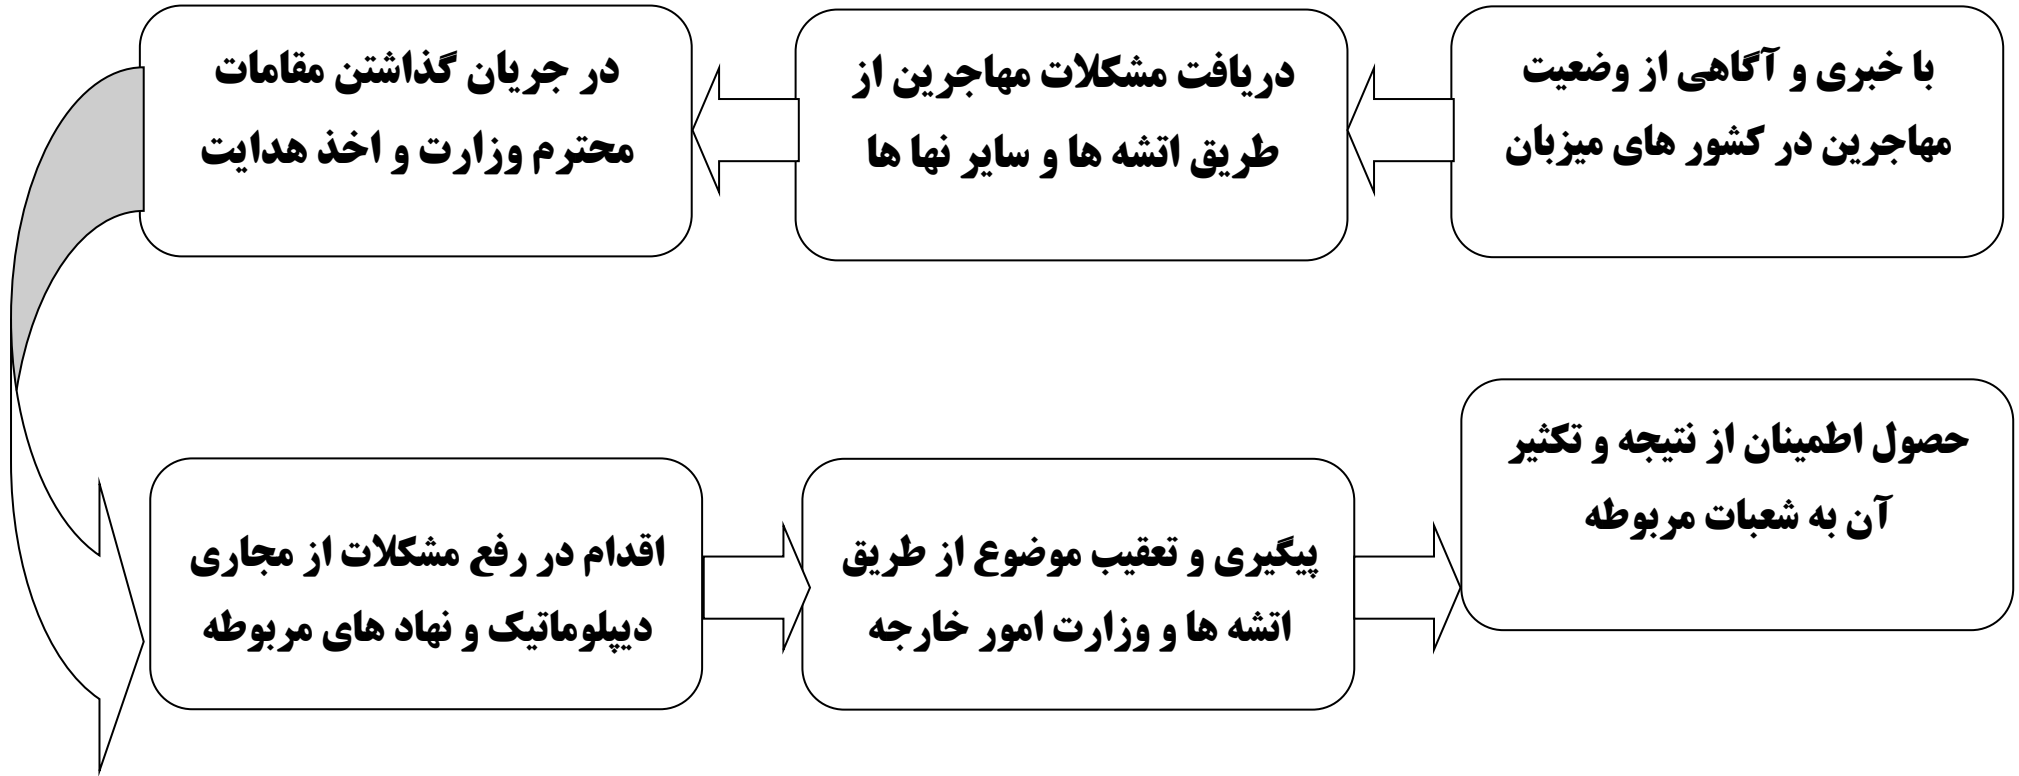 با خبری و آگاهی از وضعیت
مهاجرین در کشور های میزبان
دریافت مشکلات مهاجرین از
طریق اتشه ها و سایر نها ها
در جریان گذاشتن مقامات
محترم وزارت و اخذ هدایت
اقدام در رفع مشکلات از مجاری
دیپلوماتیک و نهاد های مربوطه
پیگیری و تعقیب موضوع از طریق
اتشه ها و وزارت امور خارجه
حصول اطمینان از نتیجه و تکثیر
آن به شعبات مربوطه